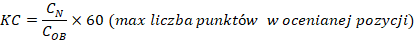 KC = C_N / C_OB × 60 (max liczba punktów w ocenianej pozycji)